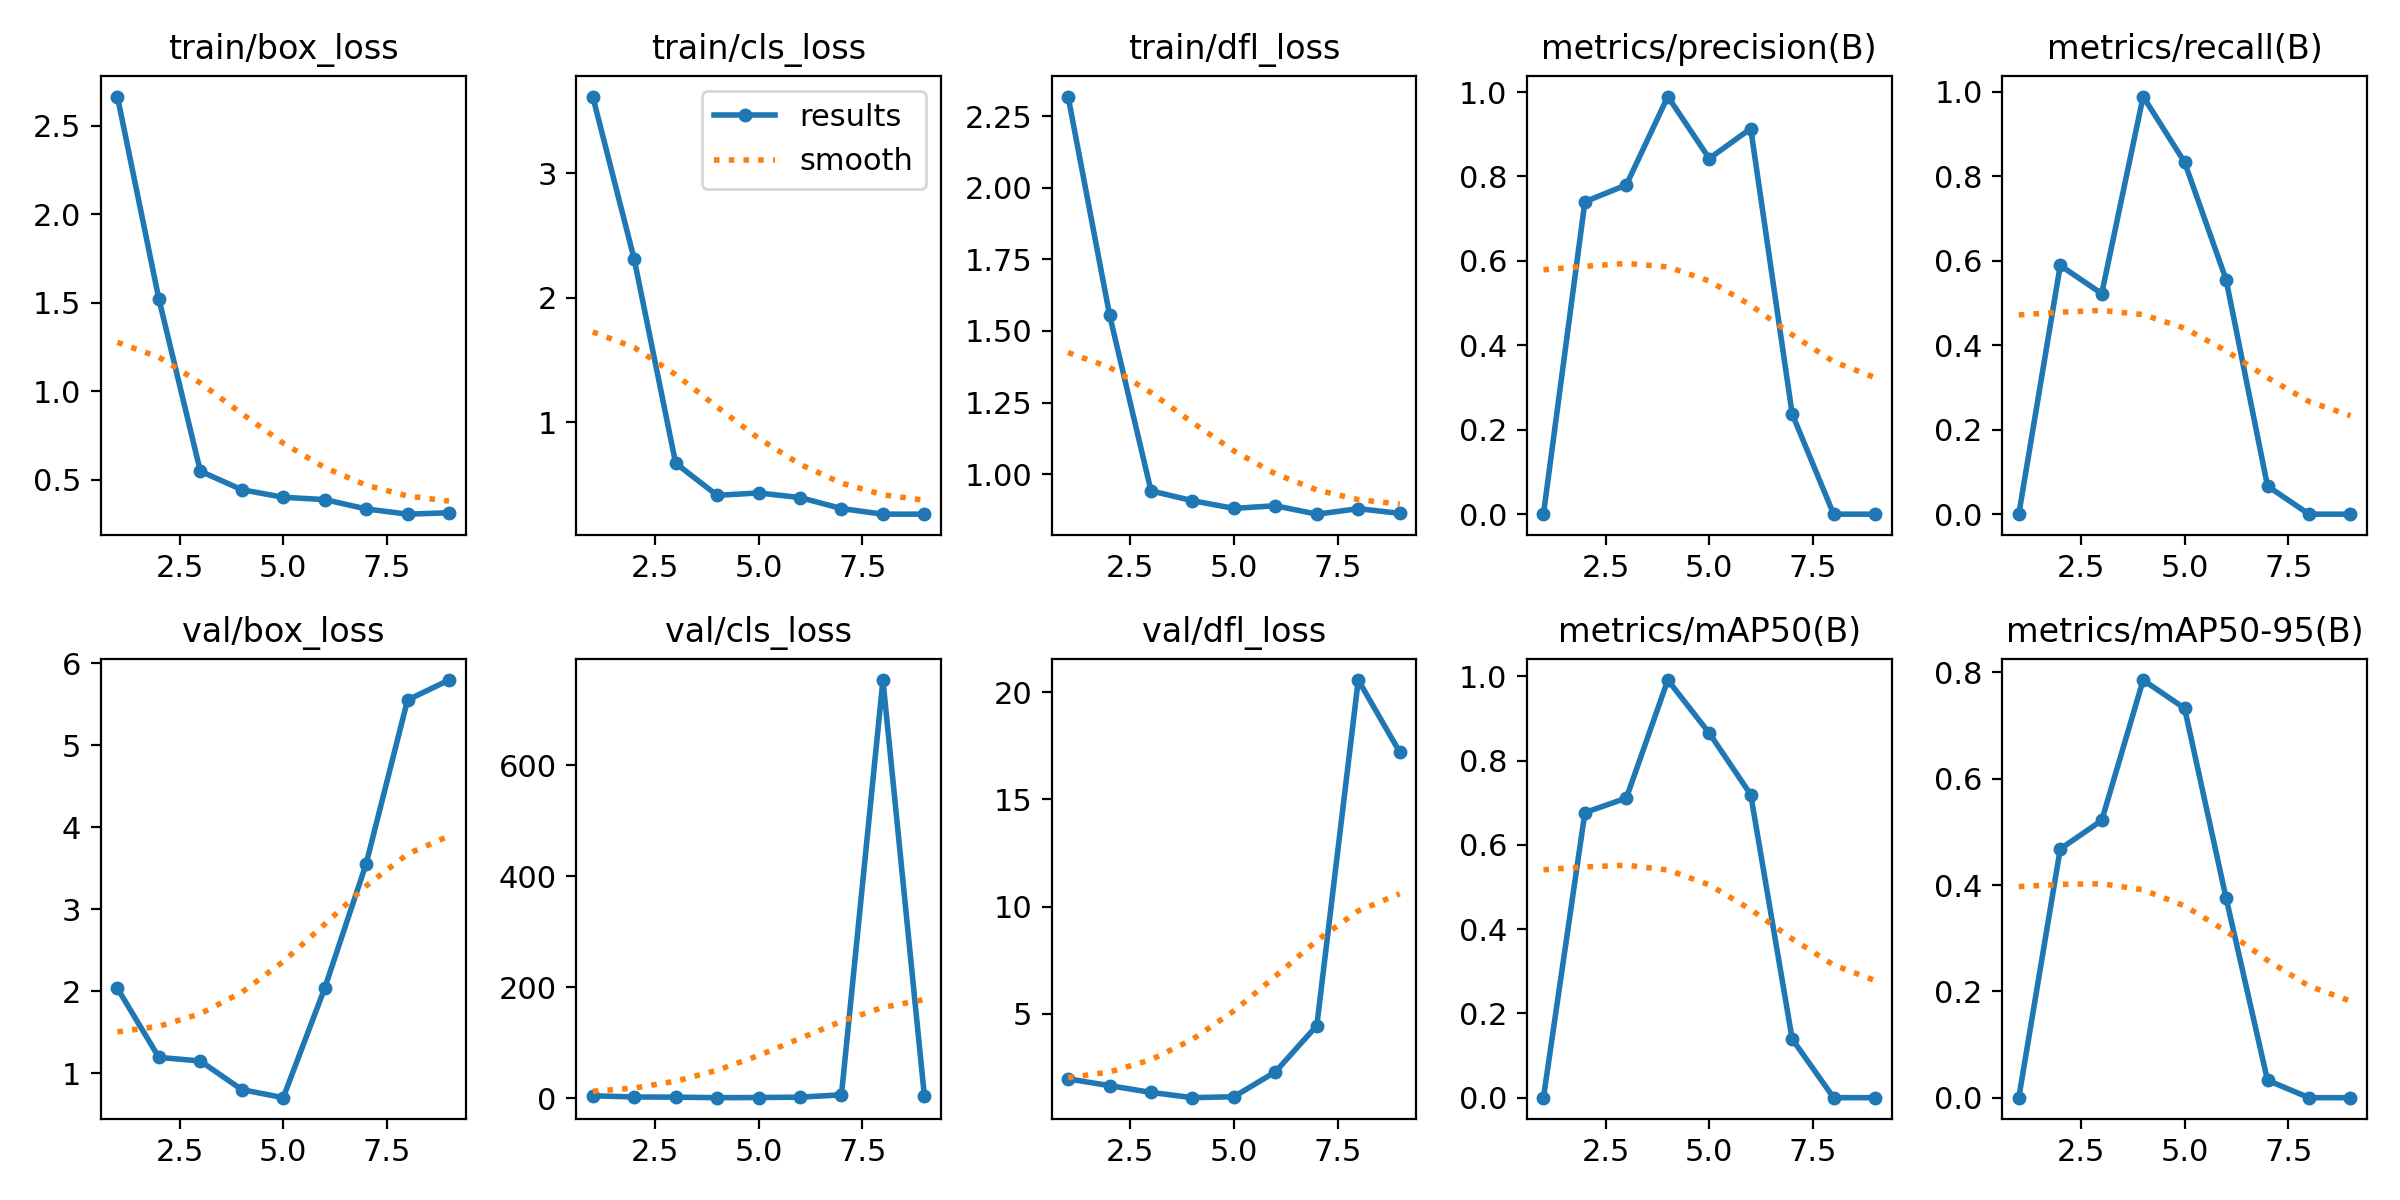 train/box_loss
2.5
2.0
1.5
1.0
0.5
2.5 5.0 7.5
train/cls_loss
results
smooth
3
2
1
2.5 5.0 7.5
train/dfl_loss
2.25
2.00
1.75
1.50
1.25
1.00
2.5 5.0 7.5
metrics/precision(B)
1.0
0.8
0.6
0.4
0.2
0.0
2.5 5.0 7.5
metrics/recall(B)
1.0
0.8
0.6
0.4
0.2
0.0
2.5 5.0 7.5
val/box_loss
6
5
4
3
2
1
2.5 5.0 7.5
val/cls_loss
600
400
200
0
2.5 5.0 7.5
val/dfl_loss
20
15
10
5
2.5 5.0 7.5
metrics/mAP50(B)
1.0
0.8
0.6
0.4
0.2
0.0
2.5 5.0 7.5
metrics/mAP50-95(B)
0.8
0.6
0.4
0.2
0.0
2.5 5.0 7.5